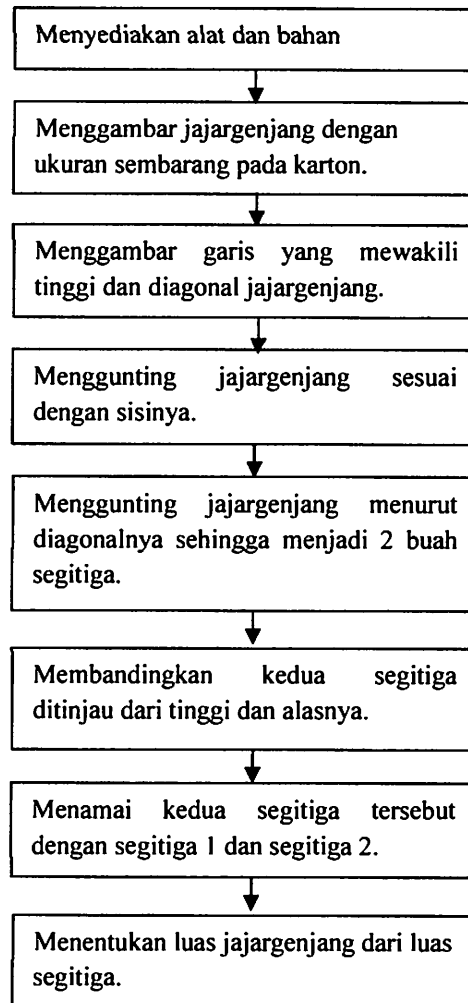 Menyediakan alat dan bahan
Menggambar jajargenjang dengan
ukuran sembarang pada karton.
Menggambar garis yang mewakili
tinggi dan diagonal jajargenjang.
Menggunting jajargenjang sesuai
dengan sisinya.
Menggunting jajargenjang menurut
diagonalnya sehingga menjadi 2 buah
segitiga.
Membandingkan kedua segitiga
ditinjau dari tinggi dan alasnya.
Menamai kedua segitiga tersebut
dengan segitiga 1 dan segitiga 2.
Menentukan luas jajargenjang dari luas
segitiga.